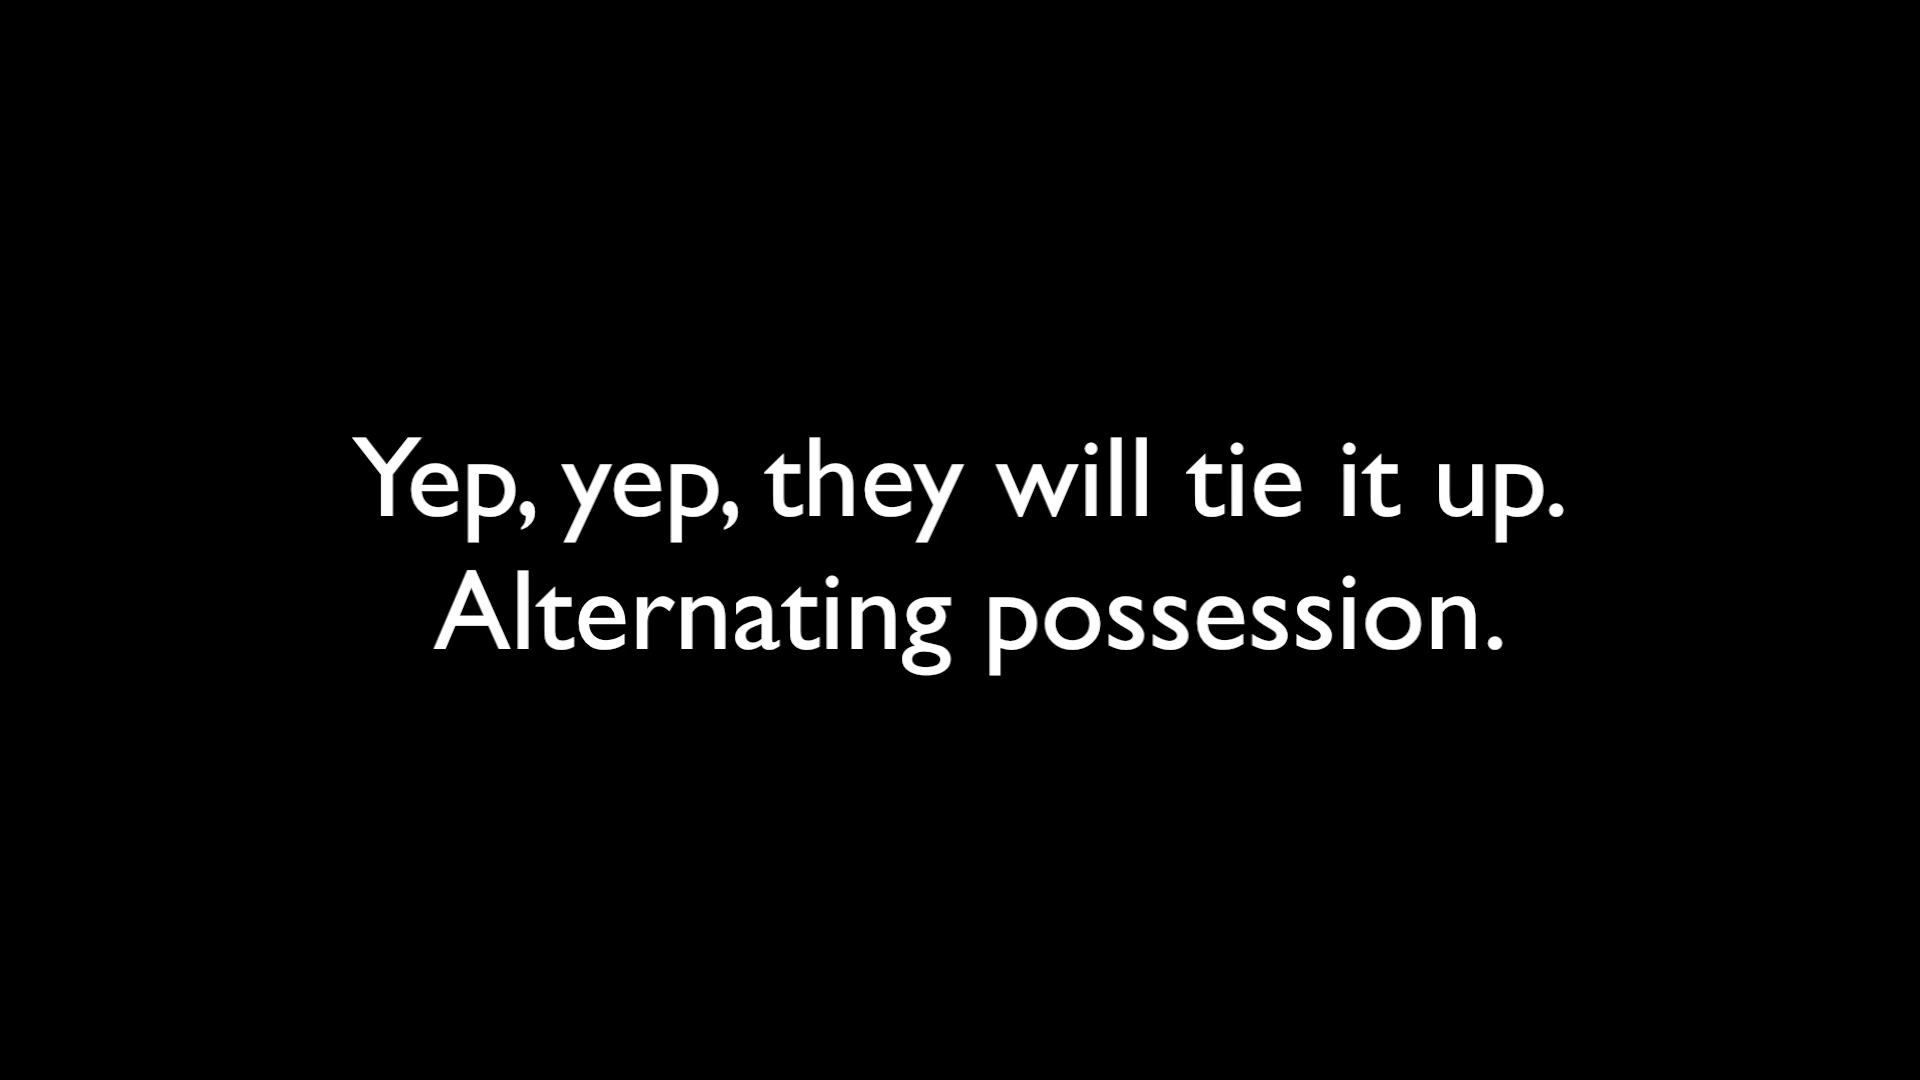 Yep, yep, they will tie it up.
Alternating possession.